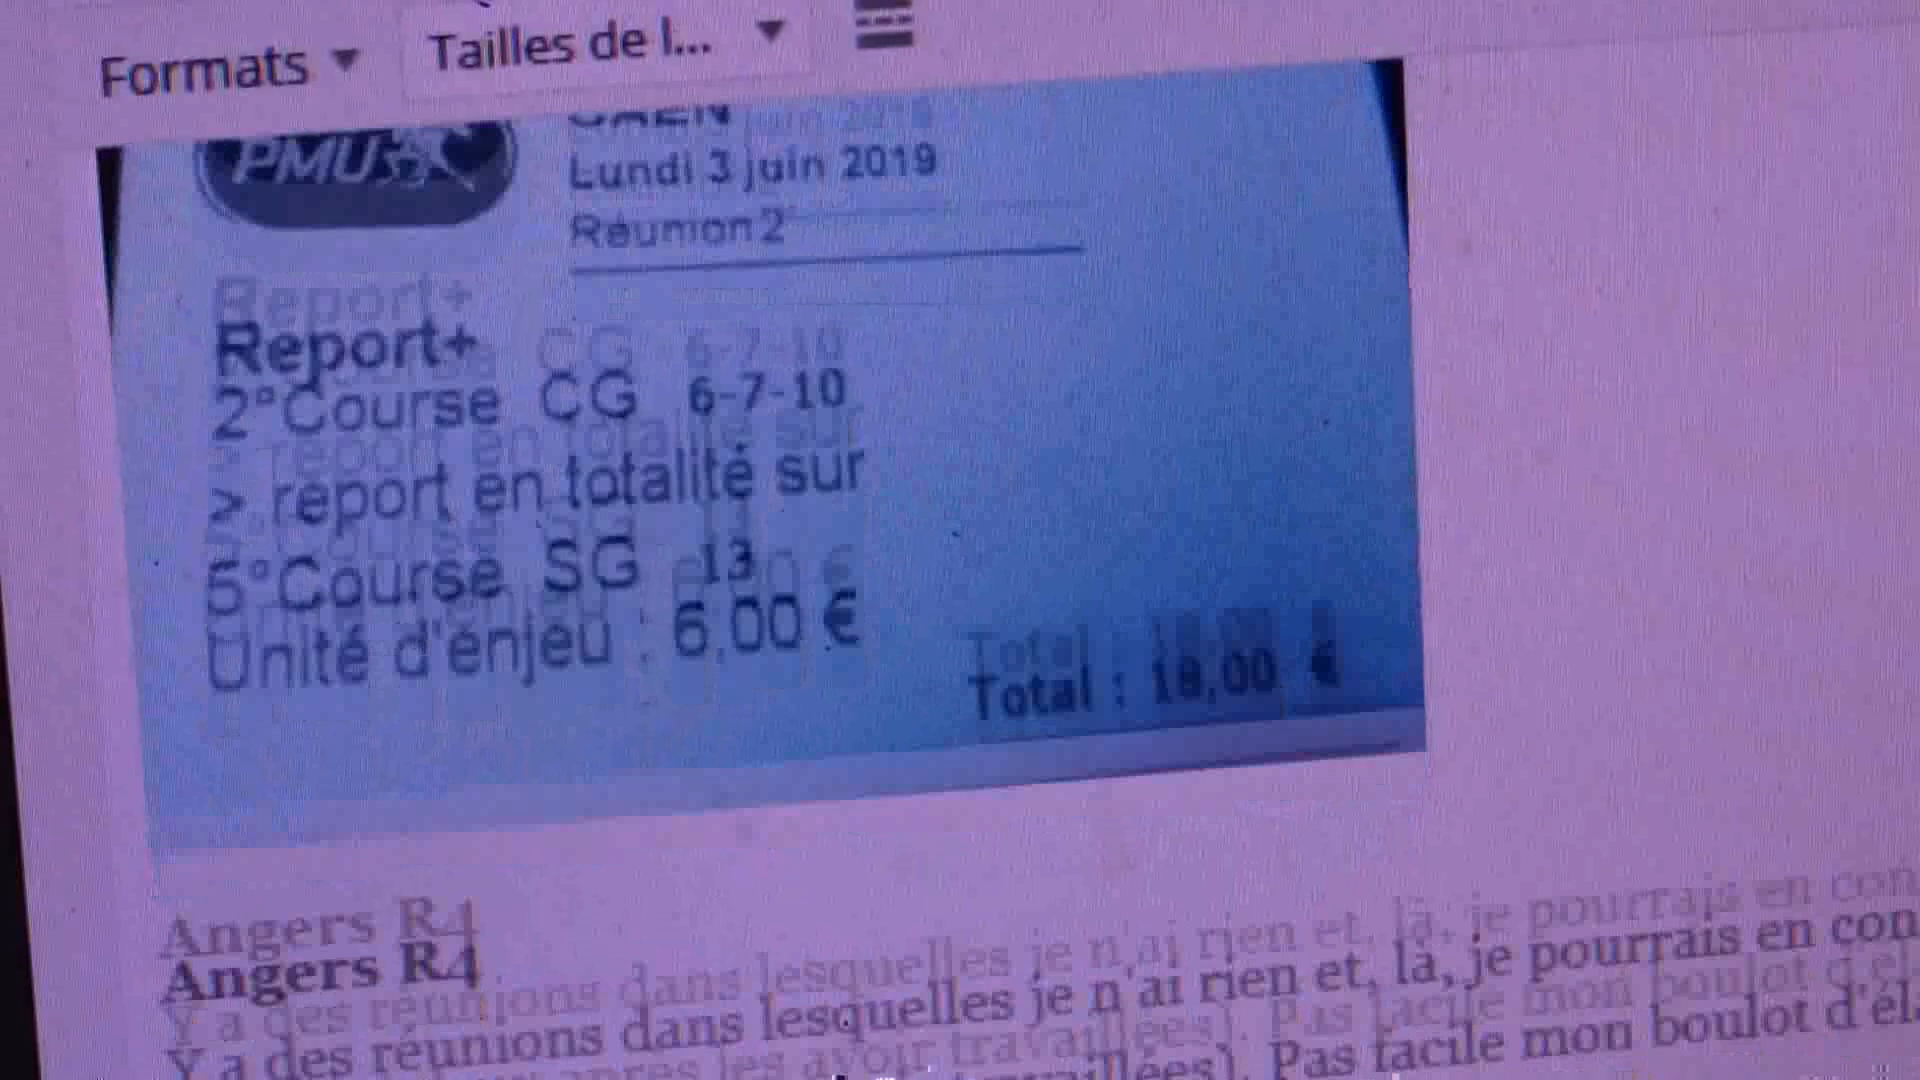 Formats Tailles de l...
PMU CAEN
Lundi 3 juin 2019
Réunion 2
Report+
2°Course CG 6-7-10
> report en totalité sur
5°Course SG 13
Unité d'enjeu : 6,00 €
Total : 18,00 €
Angers R4
Y a des réunions dans lesquelles je n'ai rien et, là, je pourrais en con
Pas facile mon boulot d'él